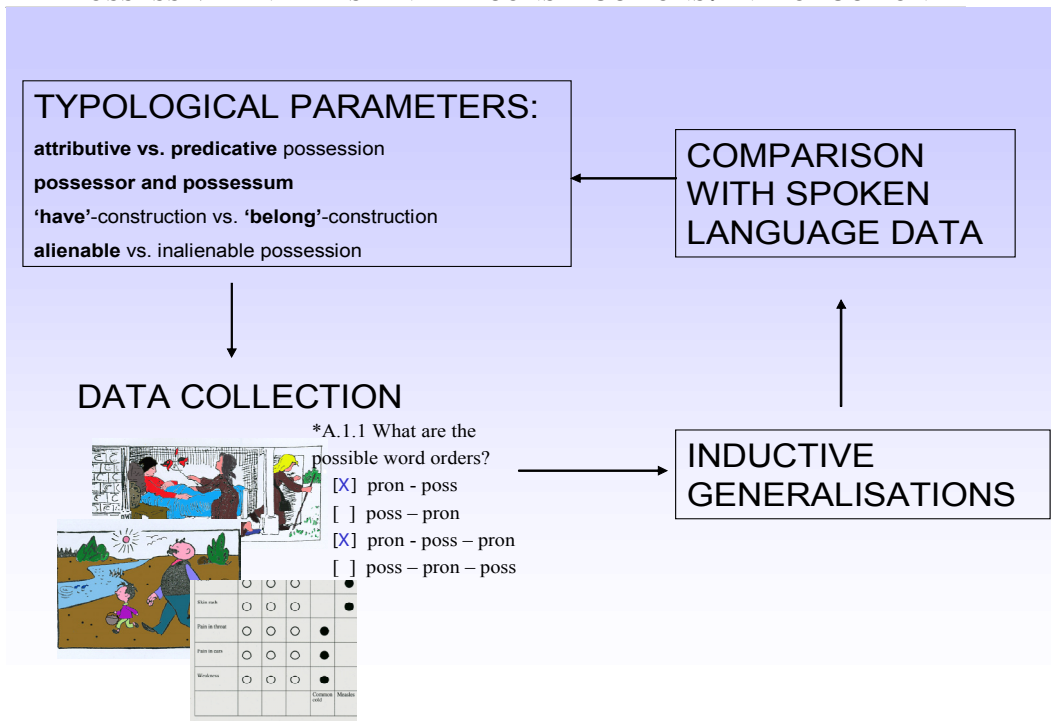 TYPOLOGICAL PARAMETERS:
attributive vs. predicative possession
possessor and possessum
‘have’-construction vs. ‘belong’-construction
alienable vs. inalienable possession
COMPARISON
WITH SPOKEN
LANGUAGE DATA
DATA COLLECTION
*A.1.1 What are the
possible word orders?
[X] pron - poss
[ ] poss – pron
[X] pron - poss – pron
[ ] poss – pron – poss
INDUCTIVE
GENERALISATIONS
Skin rash
Pain in throat
Pain in ears
Weakness
Common cold
Measles